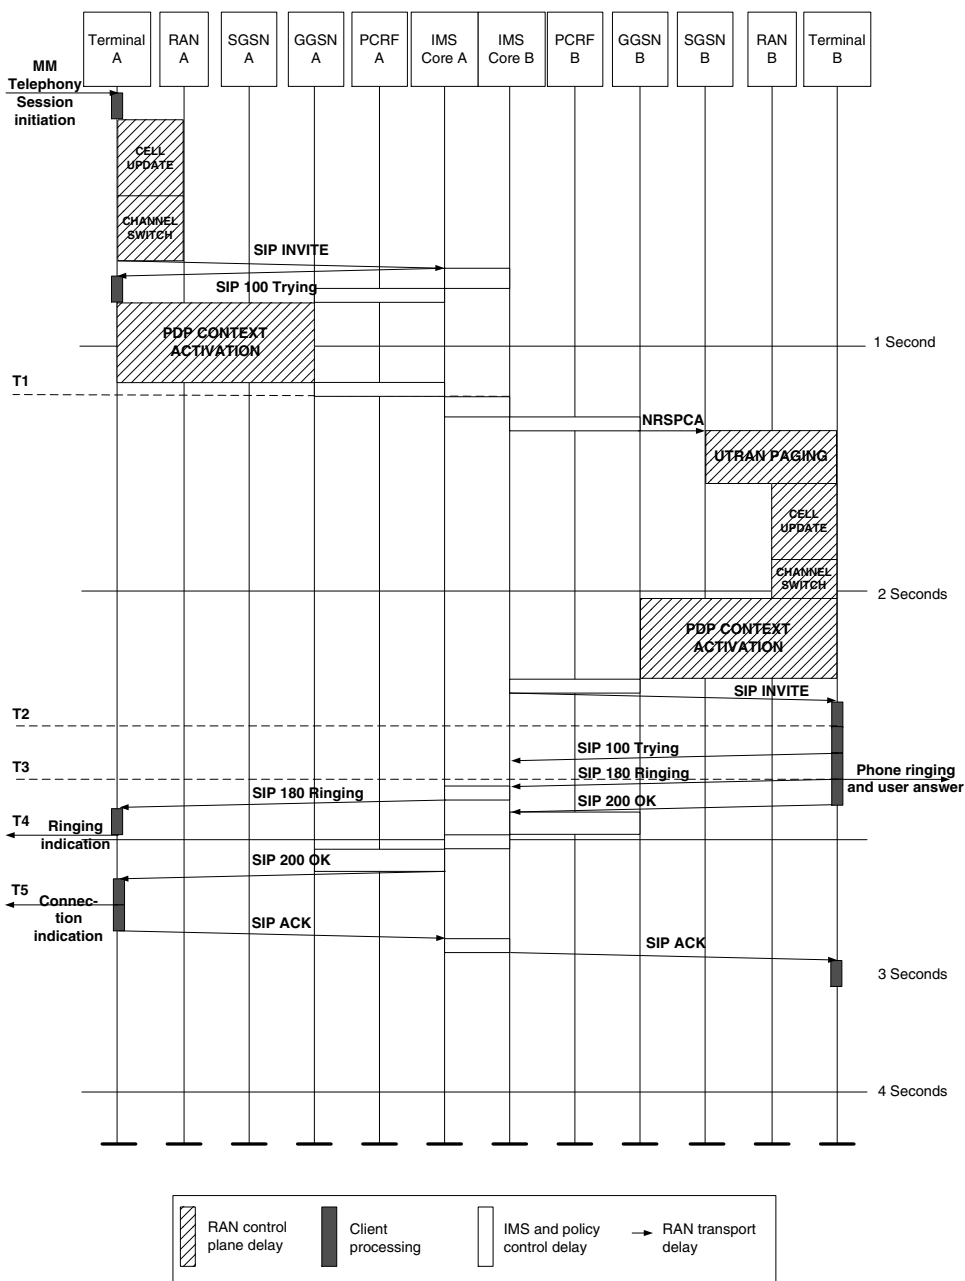 Terminal
A
RAN
A
SGSN
A
GGSN
A
PCRF
A
IMS
Core A
IMS
Core B
PCRF
B
GGSN
B
SGSN
B
RAN
B
Terminal
B
MM
Telephony
Session
initiation
CELL
UPDATE
CHANNEL
SWITCH
SIP INVITE
SIP 100 Trying
PDP CONTEXT
ACTIVATION
1 Second
T1
NRSPCA
UTRAN PAGING
CELL
UPDATE
CHANNEL
SWITCH
2 Seconds
PDP CONTEXT
ACTIVATION
SIP INVITE
T2
SIP 100 Trying
T3
SIP 180 Ringing
Phone ringing
and user answer
SIP 180 Ringing
SIP 200 OK
T4
Ringing
indication
SIP 200 OK
T5
Connec-
tion
indication
SIP ACK
SIP ACK
3 Seconds
4 Seconds
RAN control
plane delay
Client
processing
IMS and policy
control delay
RAN transport
delay